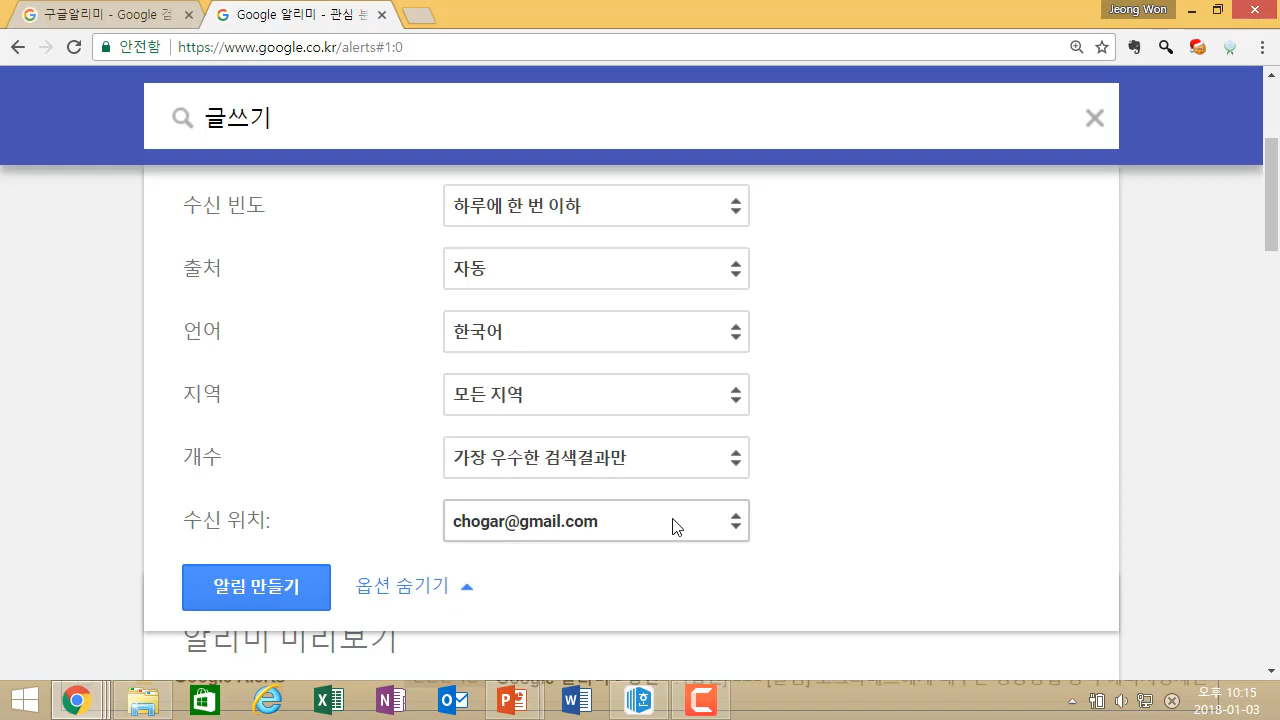 구글알리미 - Google 검
Google 알리미 - 관심 분
Jeong Won
안전함
https://www.google.co.kr/alerts#1:0
글쓰기
수신 빈도
하루에 한 번 이하
출처
자동
언어
한국어
지역
모든 지역
개수
가장 우수한 검색결과만
수신 위치:
chogar@gmail.com
알림 만들기
옵션 숨기기
알리미 미리보기
오후 10:15
2018-01-03